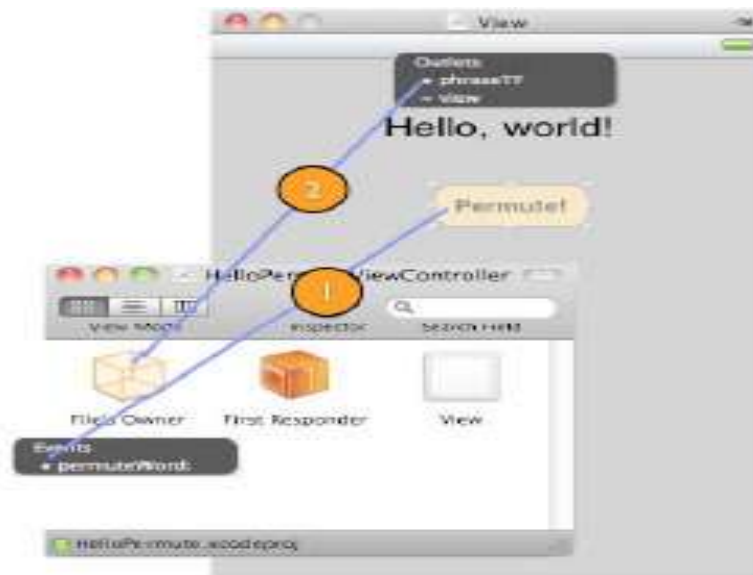 View
Outlets
phraseTF
view
Hello, world!
2
Permute!
1
View Mode
Inspector
Search Field
File's Owner
First Responder
View
Events
permuteWord:
HelloPermute.xcodeproj